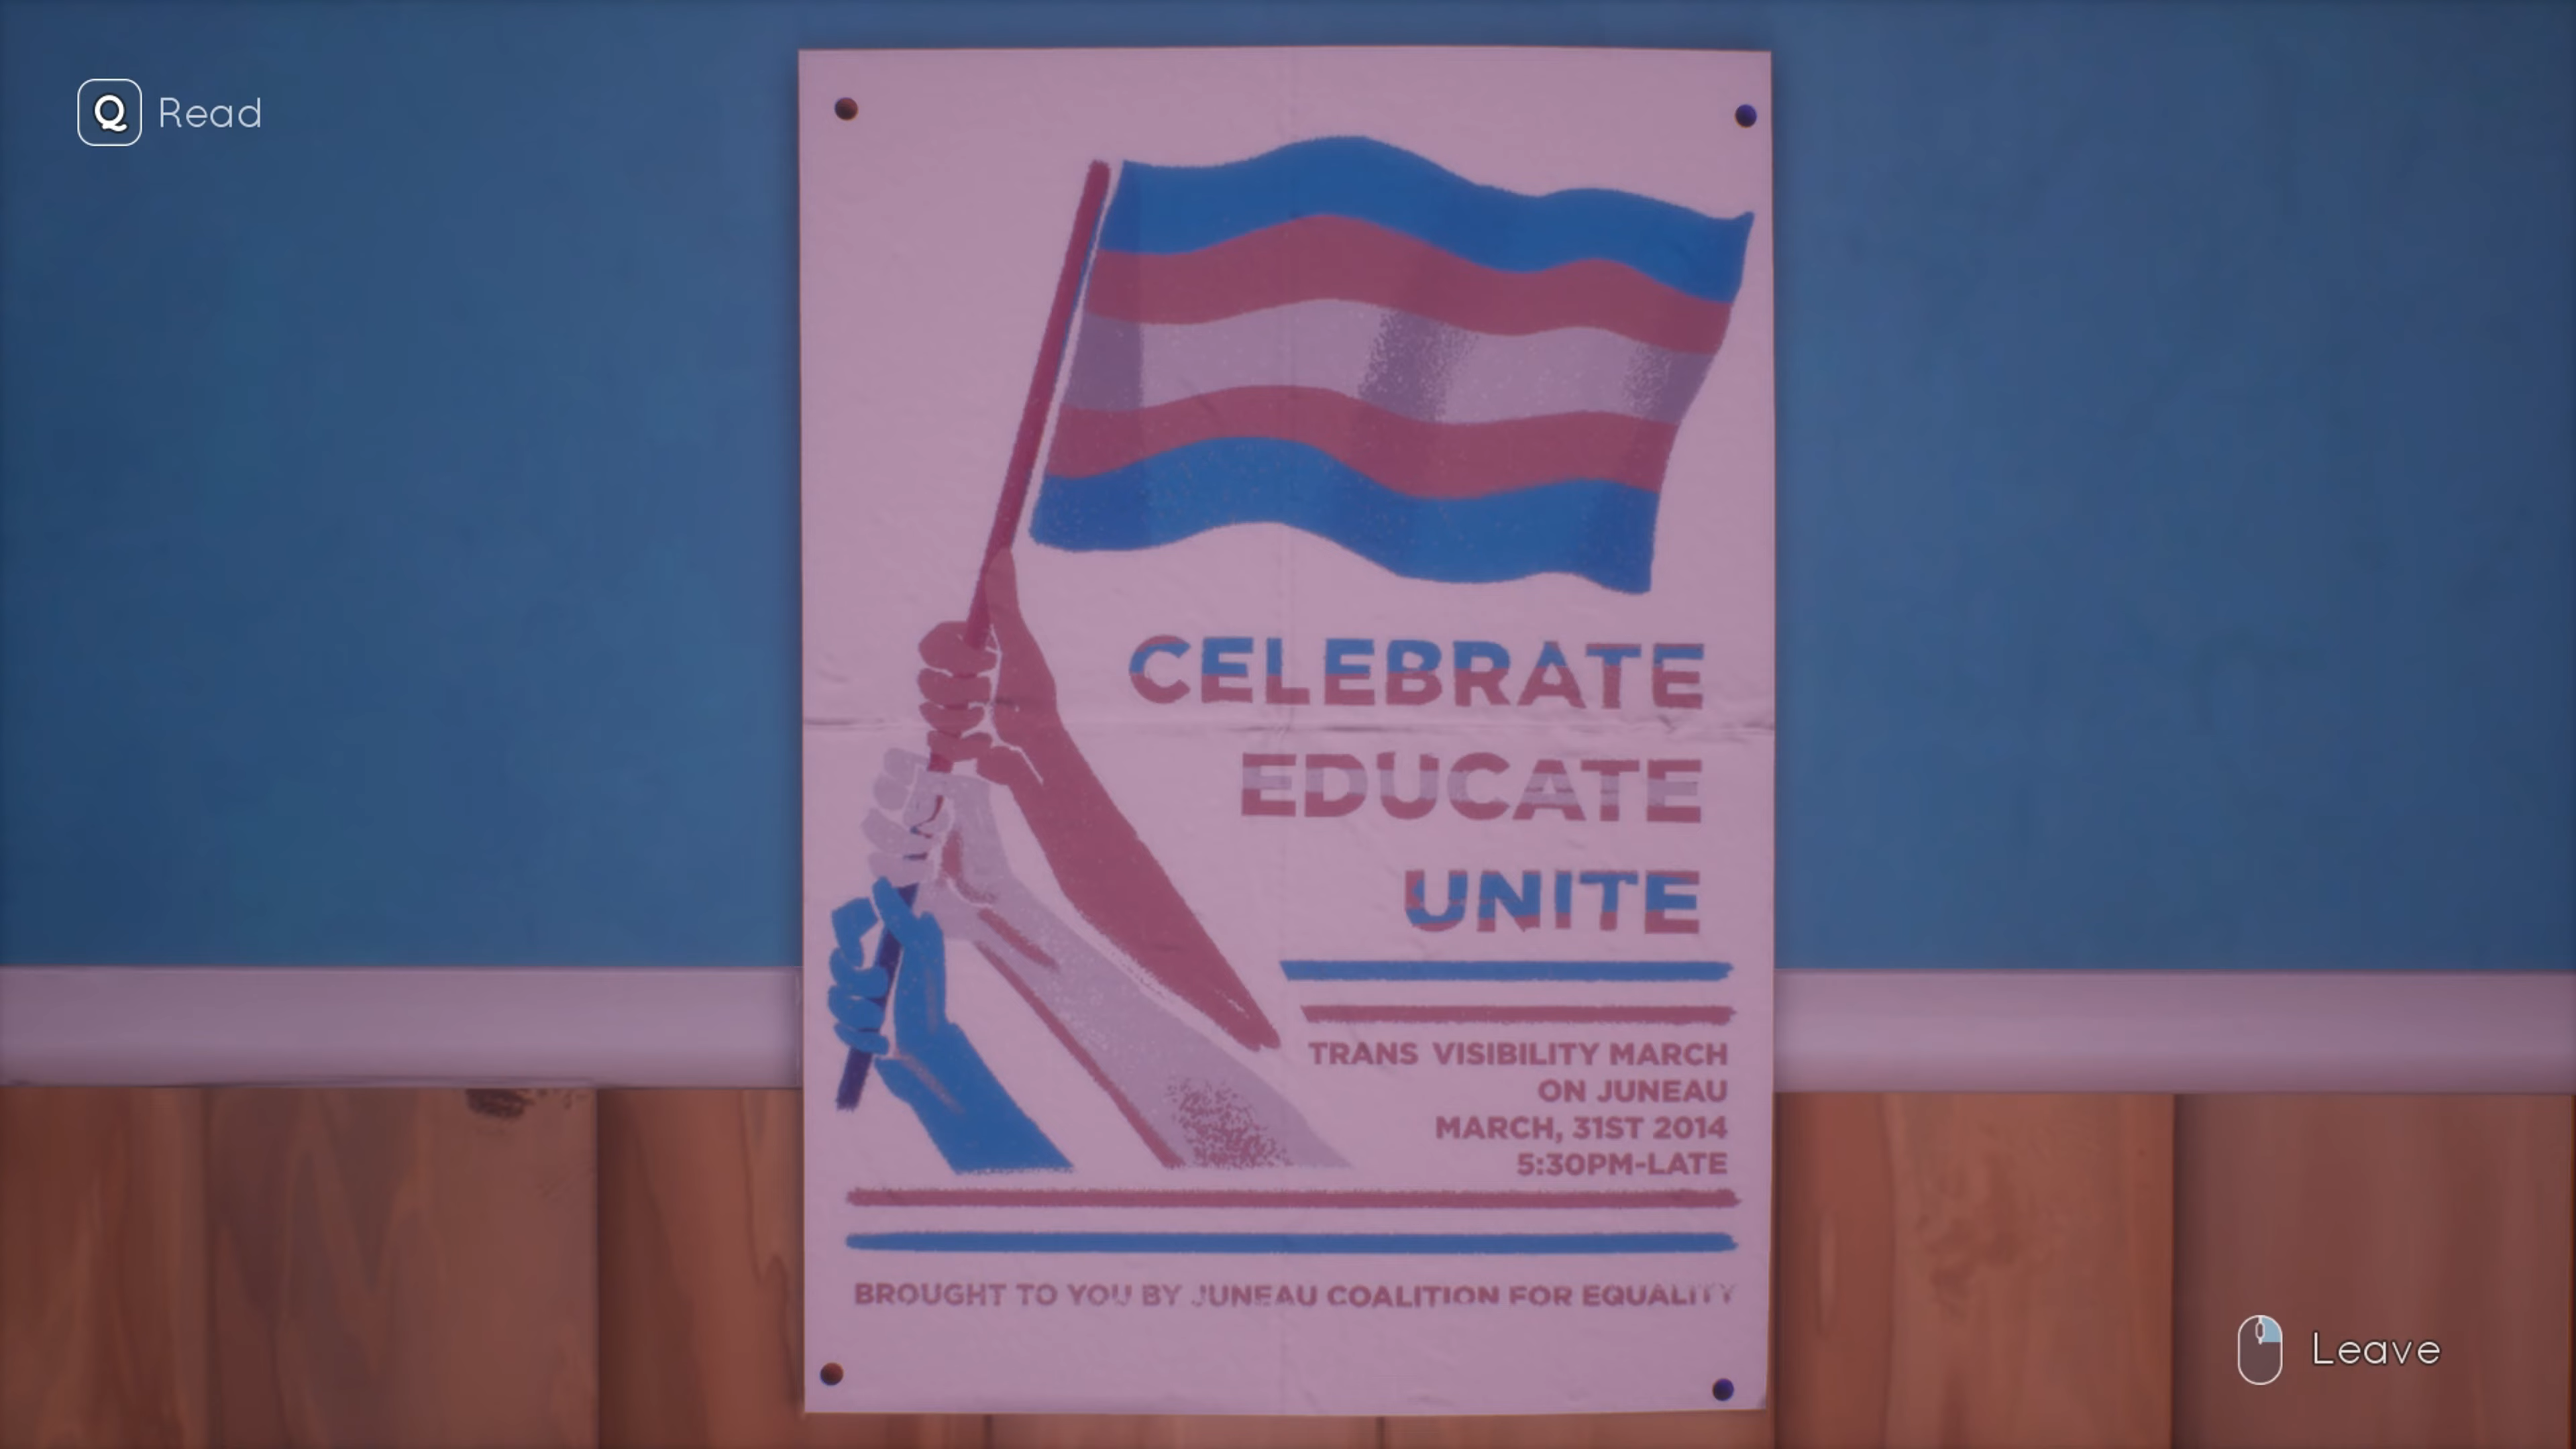 Q Read
CELEBRATE
EDUCATE
UNITE
TRANS VISIBILITY MARCH
ON JUNEAU
MARCH, 31ST 2014
5:30PM-LATE
BROUGHT TO YOU BY JUNEAU COALITION FOR EQUALITY
Leave